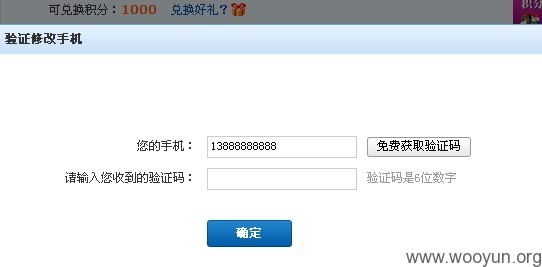 可兑换积分：1000 兑换好礼？
积分
验证修改手机
您的手机： 13888888888 免费获取验证码
请输入您收到的验证码： 验证码是6位数字
确定
www.wooyun.org